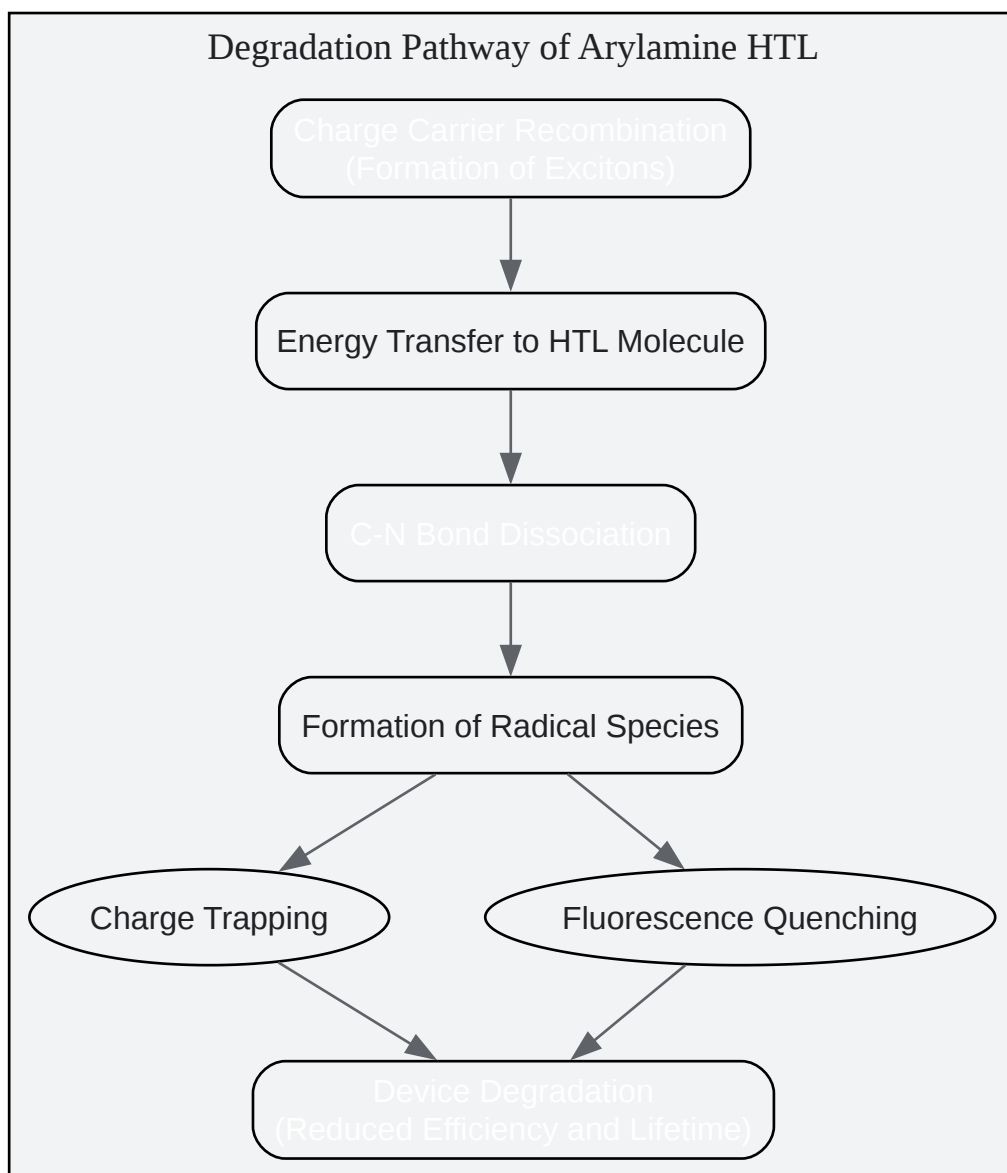 Degradation Pathway of Arylamine HTL
Charge Carrier Recombination
(Formation of Excitons)
Energy Transfer to HTL Molecule
C-N Bond Dissociation
Formation of Radical Species
Charge Trapping
Fluorescence Quenching
Device Degradation
(Reduced Efficiency and Lifetime)